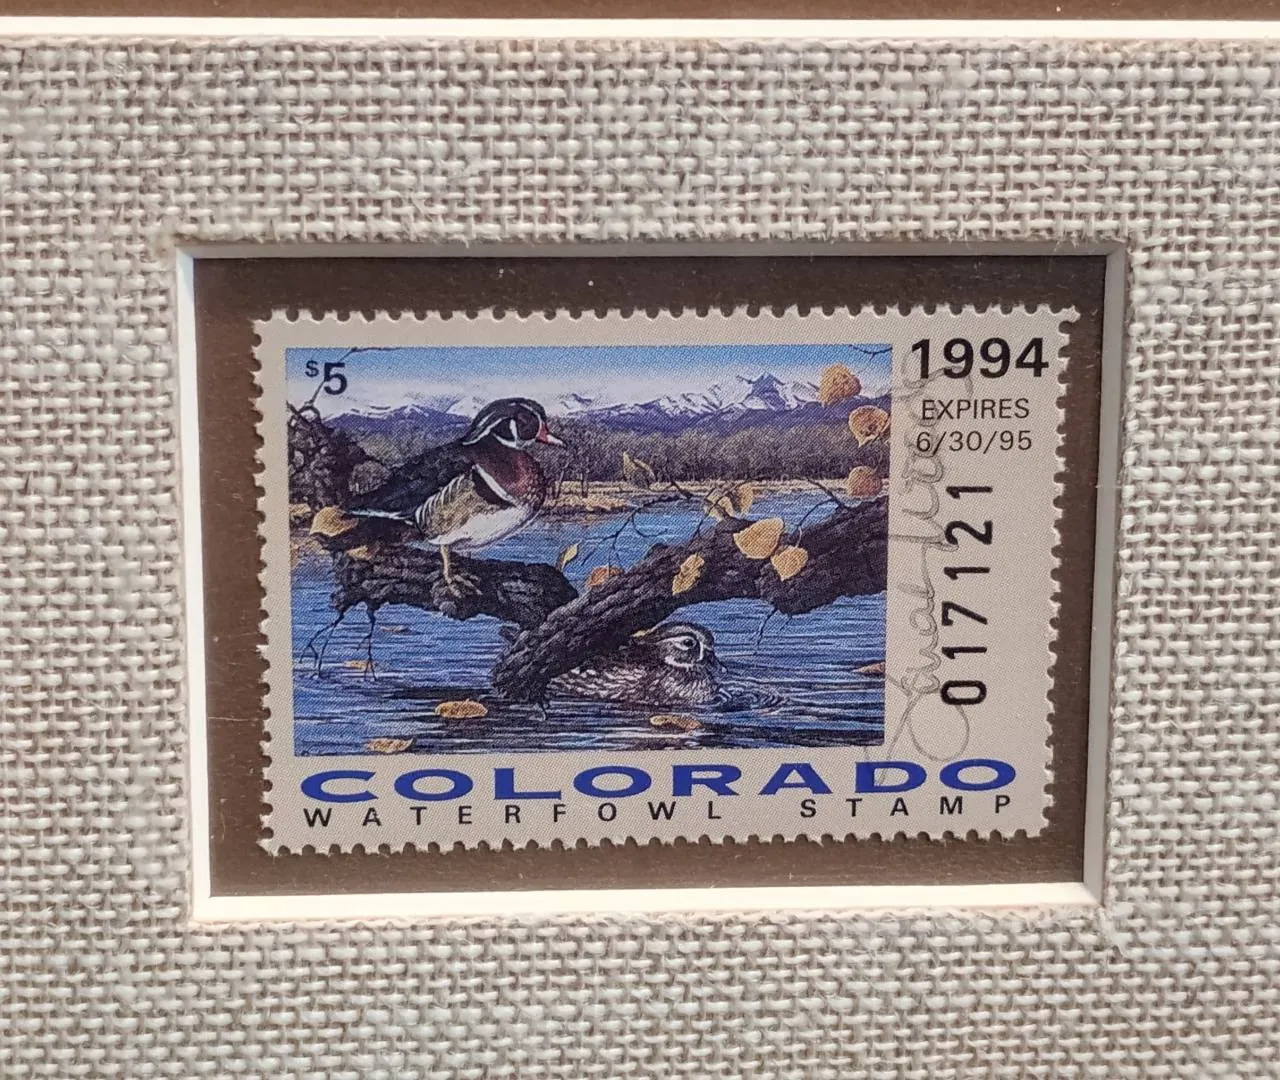 $5
1994
EXPIRES
6/30/95
017121
COLORADO
WATERFOWL STAMP